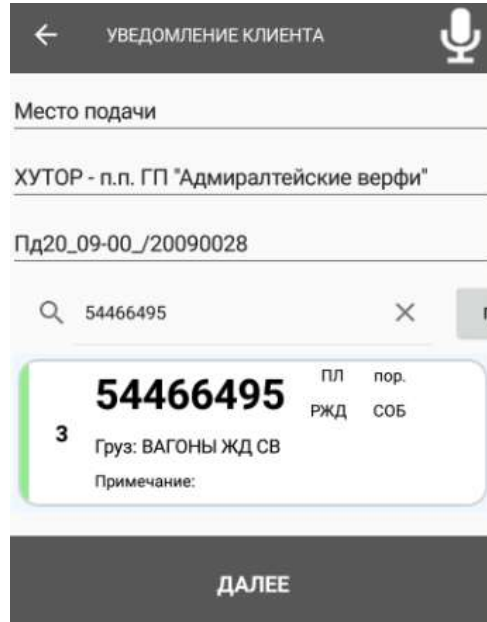 УВЕДОМЛЕНИЕ КЛИЕНТА
Место подачи
ХУТОР - п.п. ГП "Адмиралтейские верфи"
Пд20_09-00_/20090028
54466495
54466495 ПЛ пор.
РЖД СОБ
3
Груз: ВАГОНЫ ЖД СВ
Примечание:
ДАЛЕЕ